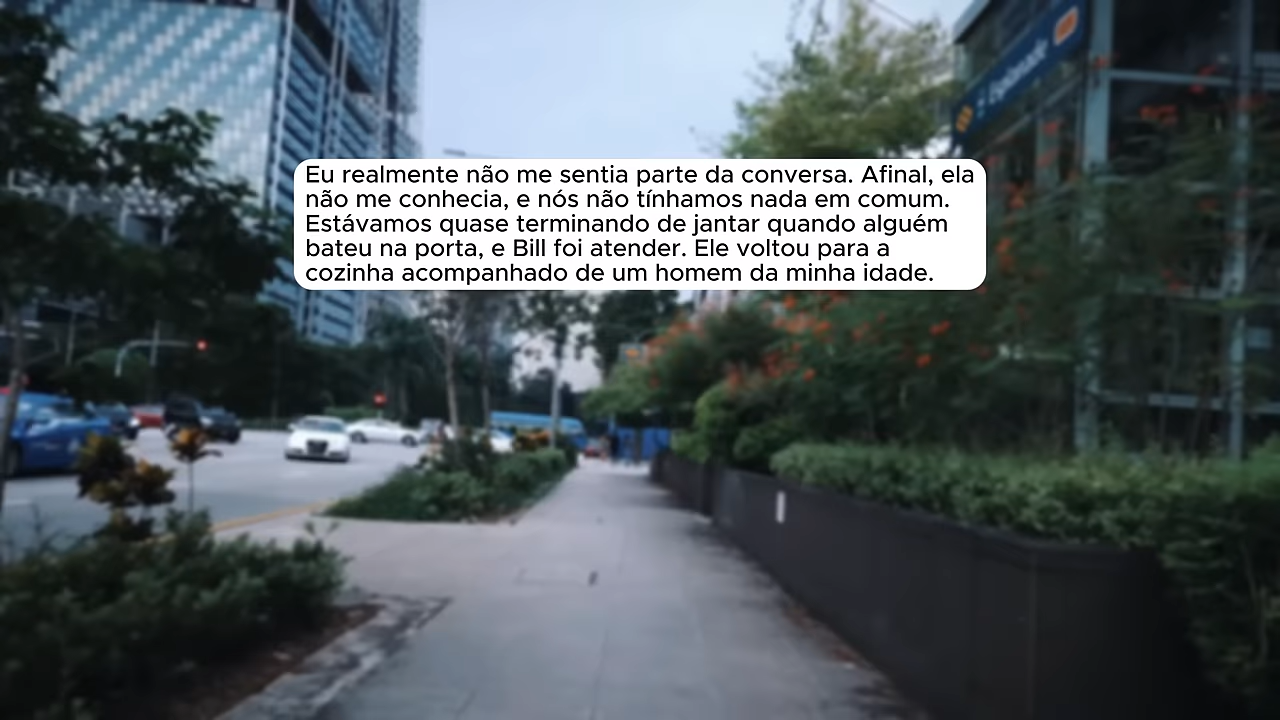 Eu realmente não me sentia parte da conversa. Afinal, ela
não me conhecia, e nós não tínhamos nada em comum.
Estávamos quase terminando de jantar quando alguém
bateu na porta, e Bill foi atender. Ele voltou para a
cozinha acompanhado de um homem da minha idade.
Esplanade